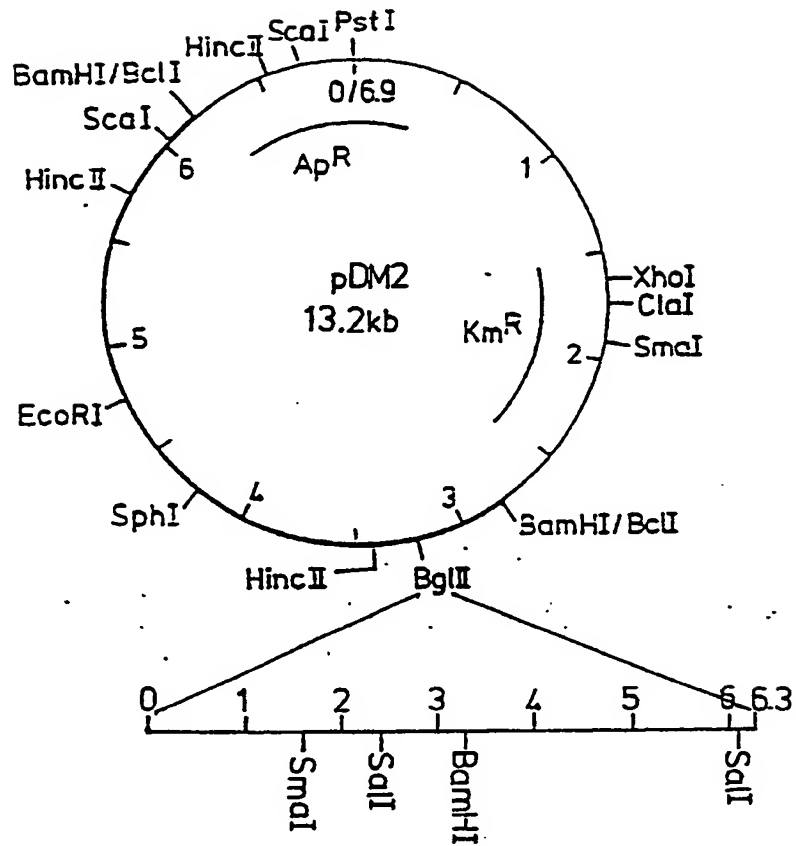 PstI
ScaI
HincII
BamHI/BclI
ScaI
HincII
0/6.9
Ap^R
6
1
pDM2
13.2kb
Km^R
XhoI
ClaI
SmaI
2
5
EcoRI
SphI
4
3
BamHI/BclI
HincII
BglII
0 1 2 3 4 5 6 6.3
SmaI
SalI
BamHI
SalI